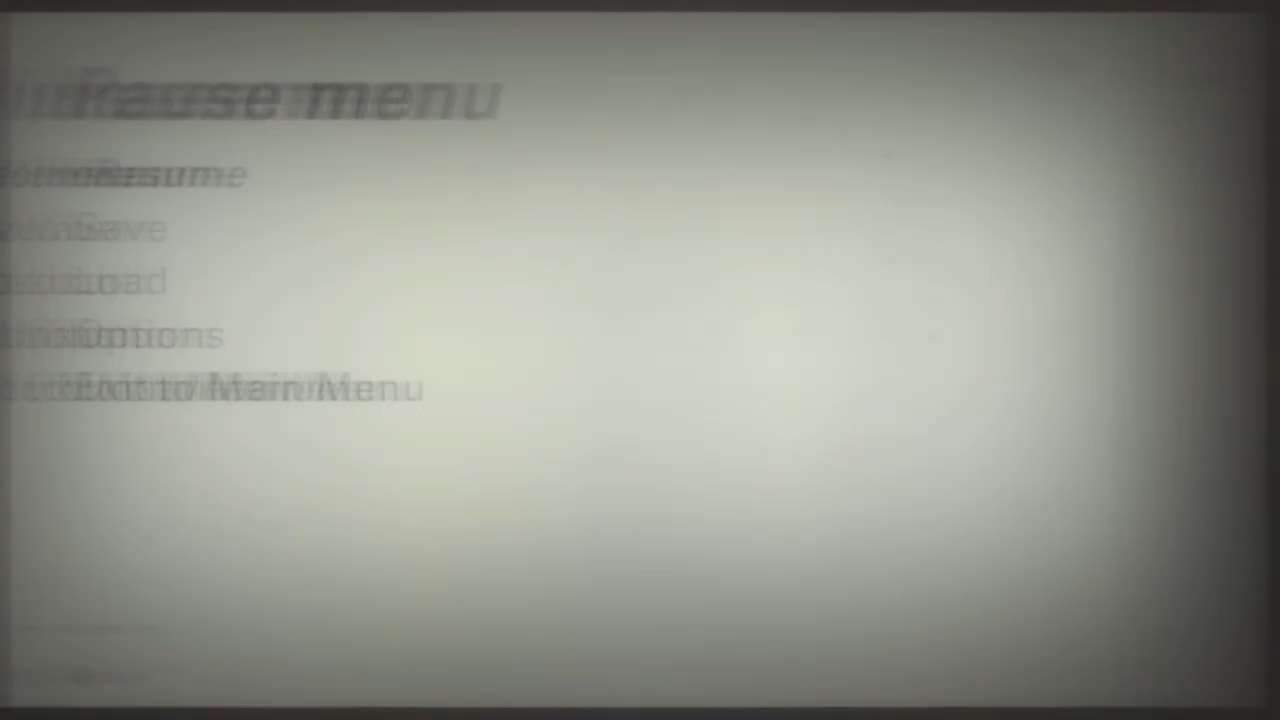 Pause menu
Resume
Save
Load
Options
Exit to Main Menu